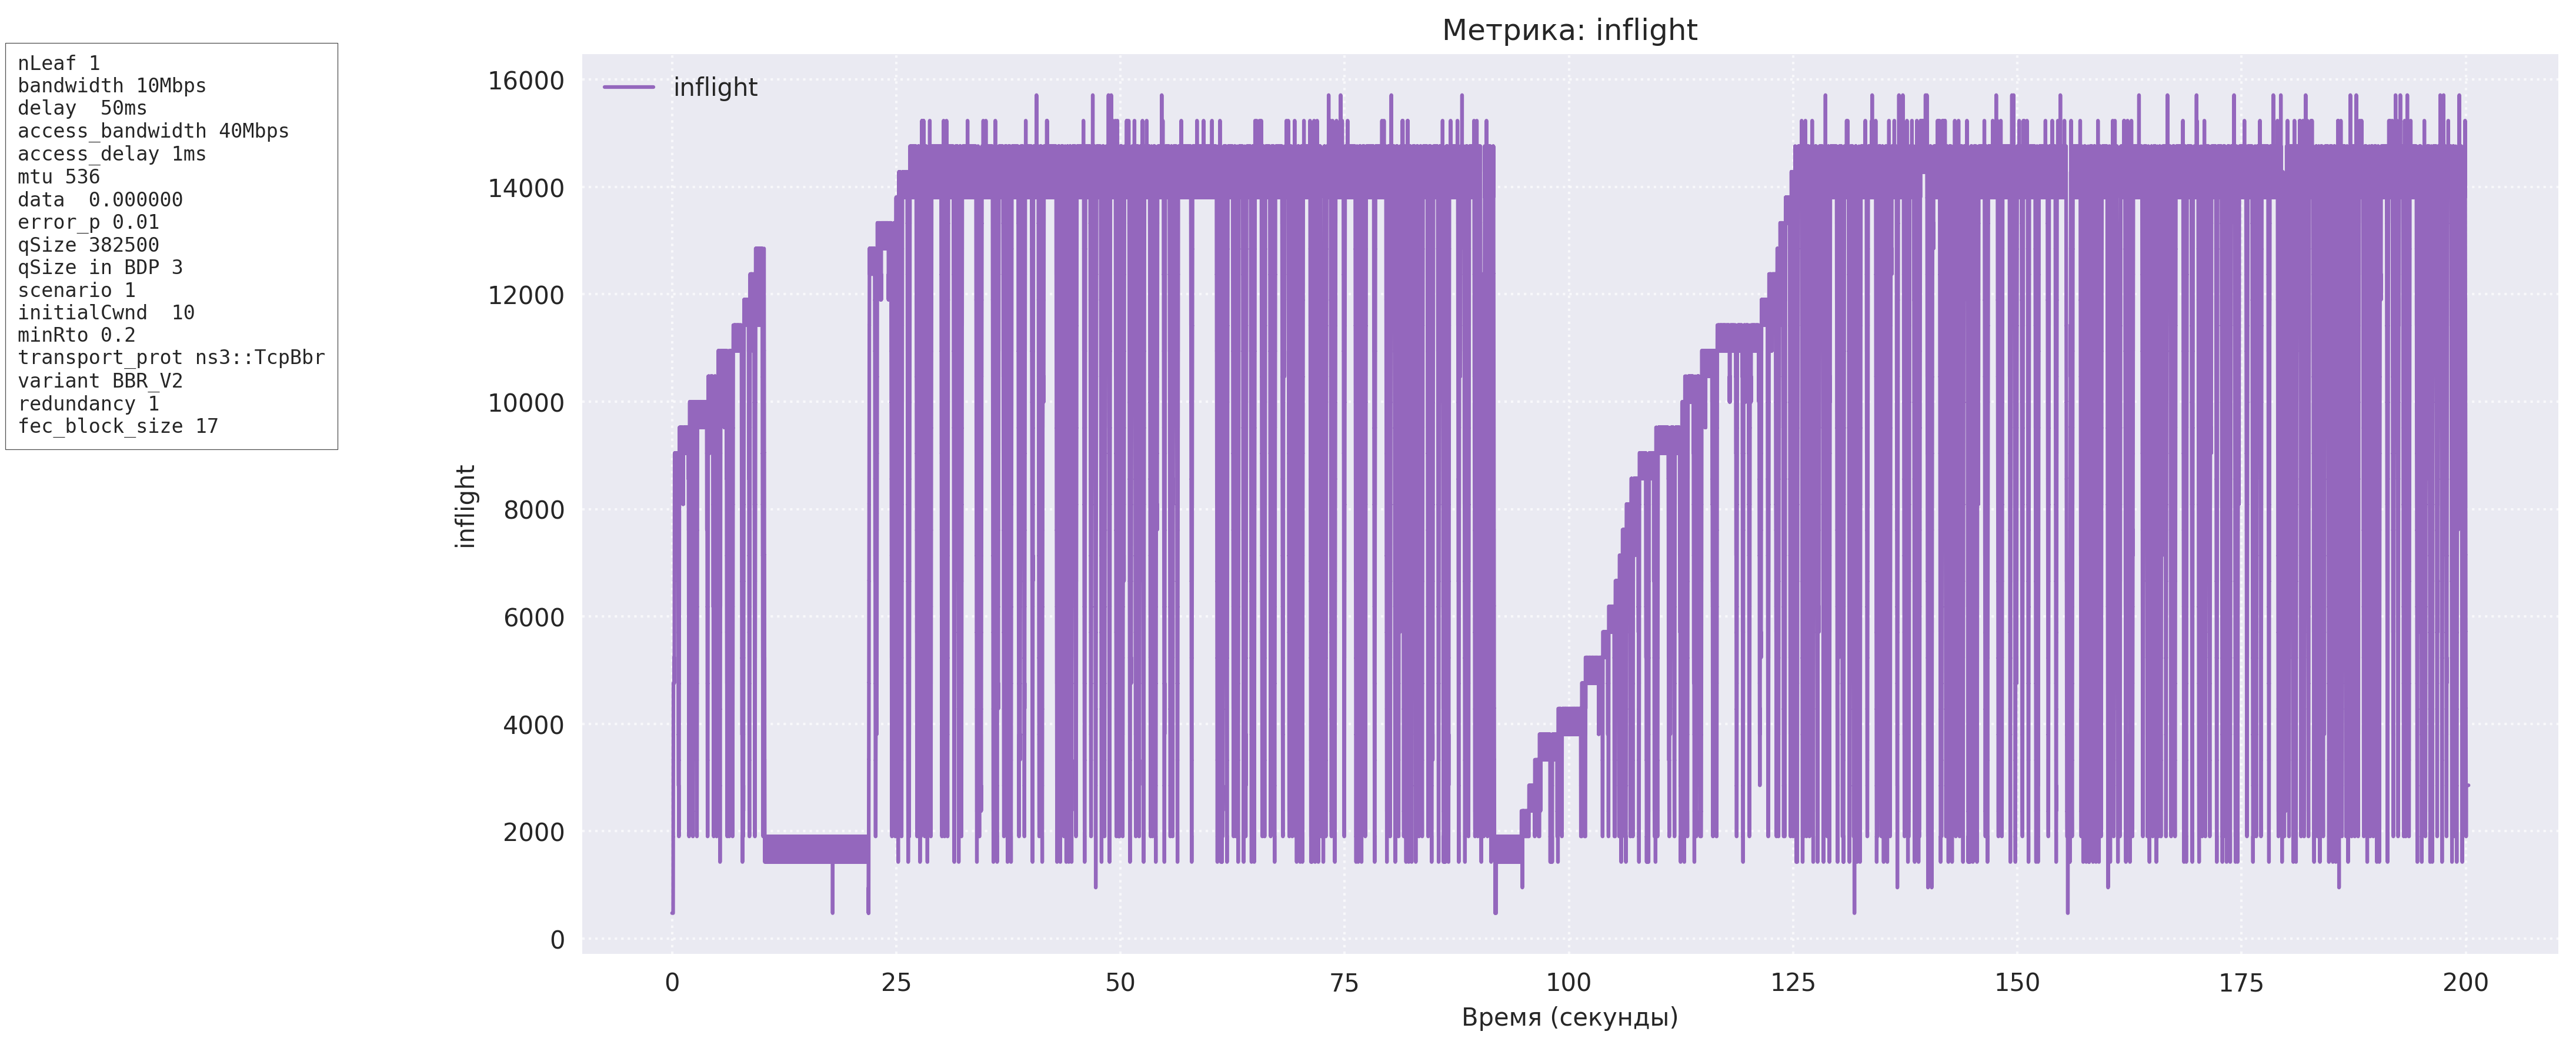 nLeaf 1
bandwidth 10Mbps
delay  50ms
access_bandwidth 40Mbps
access_delay 1ms
mtu 536
data  0.000000
error_p 0.01
qSize 382500
qSize in BDP 3
scenario 1
initialCwnd  10
minRto 0.2
transport_prot ns3::TcpBbr
variant BBR_V2
redundancy 1
fec_block_size 17
Метрика: inflight
inflight
inflight
16000
14000
12000
10000
8000
6000
4000
2000
0
0 25 50 75 100 125 150 175 200
Время (секунды)